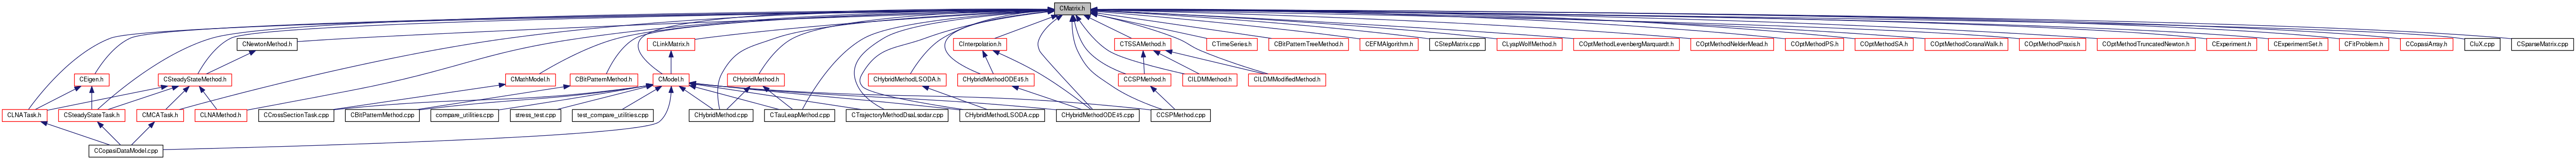 CMatrix.h
CNewtonMethod.h
CLinkMatrix.h
CInterpolation.h
CTSSAMethod.h
CTimeSeries.h
CBitPatternTreeMethod.h
CEFMAlgorithm.h
CStepMatrix.cpp
CLyapWolfMethod.h
COptMethodLevenbergMarquardt.h
COptMethodNelderMead.h
COptMethodPS.h
COptMethodSA.h
COptMethodCoranaWalk.h
COptMethodPraxis.h
COptMethodTruncatedNewton.h
CExperiment.h
CExperimentSet.h
CFitProblem.h
CCopasiArray.h
CluX.cpp
CSparseMatrix.cpp
CEigen.h
CSteadyStateMethod.h
CMathModel.h
CBitPatternMethod.h
CModel.h
CHybridMethod.h
CHybridMethodLSODA.h
CHybridMethodODE45.h
CCSPMethod.h
CILDMMethod.h
CILDMModifiedMethod.h
CLNATask.h
CSteadyStateTask.h
CMCATask.h
CLNAMethod.h
CCrossSectionTask.cpp
CBitPatternMethod.cpp
compare_utilities.cpp
stress_test.cpp
test_compare_utilities.cpp
CHybridMethod.cpp
CTauLeapMethod.cpp
CTrajectoryMethodDsaLsodar.cpp
CHybridMethodLSODA.cpp
CHybridMethodODE45.cpp
CCSPMethod.cpp
CCopasiDataModel.cpp